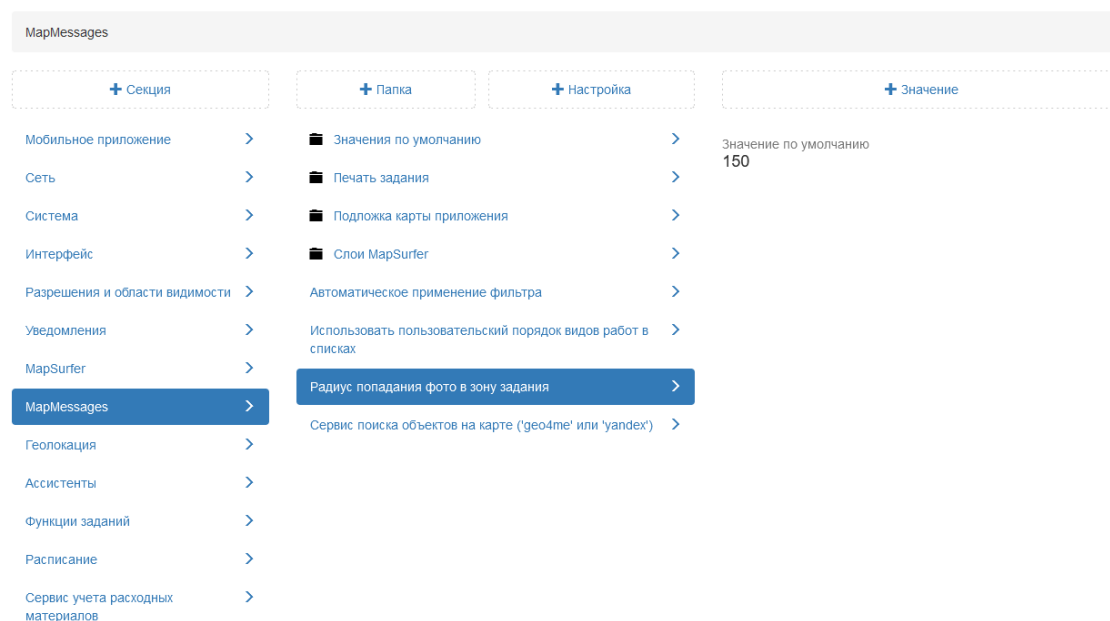 MapMessages
Секция
Папка
Настройка
Значение
Мобильное приложение
Сеть
Система
Интерфейс
Разрешения и области видимости
Уведомления
MapSurfer
MapMessages
Геолокация
Ассистенты
Функции заданий
Расписание
Сервис учета расходных
материалов
Значения по умолчанию
Печать задания
Подложка карты приложения
Слои MapSurfer
Автоматическое применение фильтра
Использовать пользовательский порядок видов работ в
списках
Радиус попадания фото в зону задания
Сервис поиска объектов на карте ('geo4me' или 'yandex')
Значение по умолчанию
150